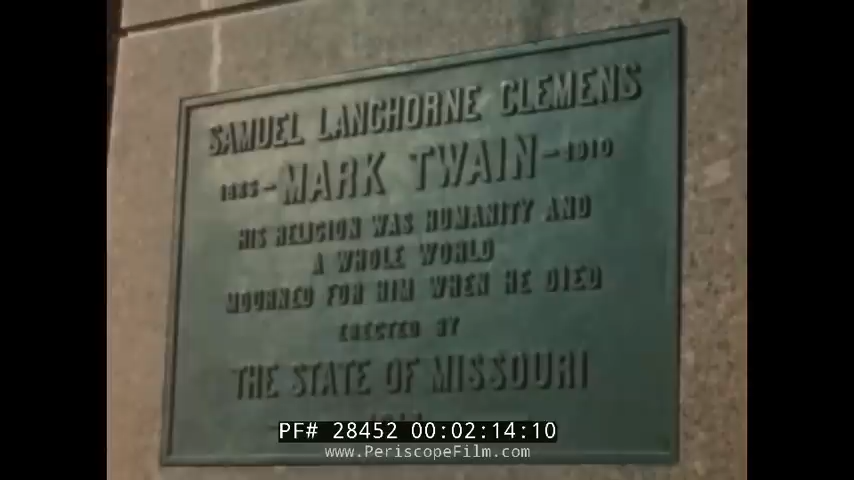 SAMUEL LANGHORNE CLEMENS
1835-MARK TWAIN-1910
HIS RELIGION WAS HUMANITY AND
A WHOLE WORLD
MOURNED FOR HIM WHEN HE DIED
ERECTED BY
THE STATE OF MISSOURI
PF# 28452 00:02:14:10
www.PeriscopeFilm.com